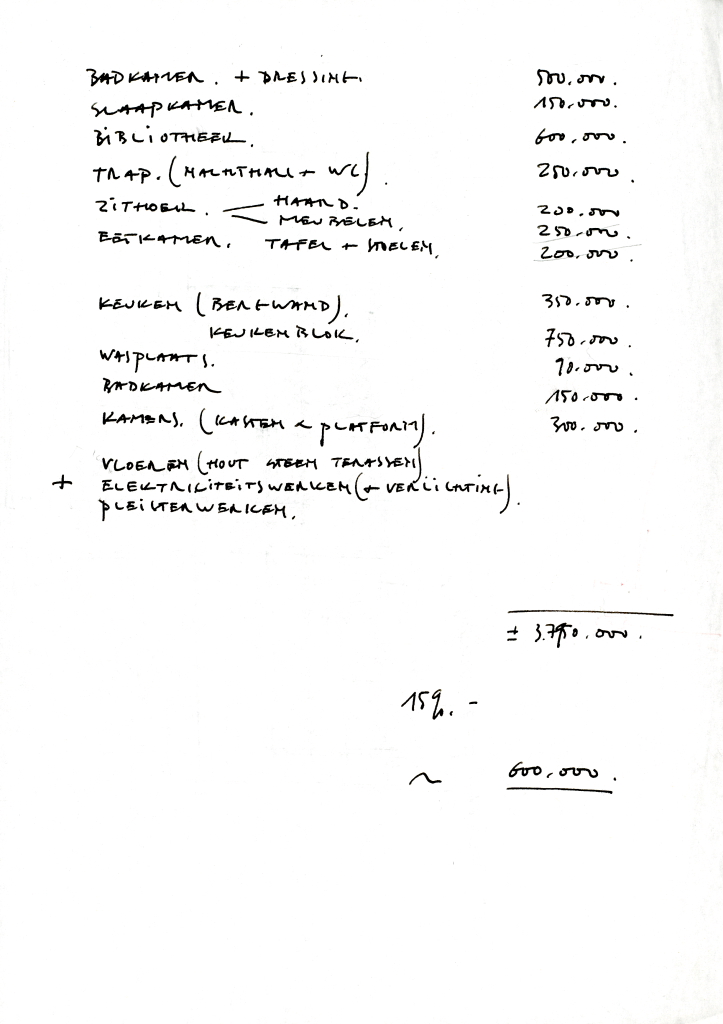 BADKAMER. + DRESSING. 500.000.
SLAAPKAMER. 150.000.
BIBLIOTHEEK. 600.000.
TRAP. (NACHTHALL + WC). 250.000.
ZITHOEK. HAARD. 200.000
MEUBELEN. 250.000.
EETKAMER. TAFEL + STOELEN. 200.000.
KEUKEN (BERGWAND). 350.000.
KEUKENBLOK. 750.000.
WASPLAATS. 90.000.
BADKAMER 150.000.
KAMERS. (KASTEN & PLATFORM). 300.000.
VLOEREN (HOUT STEEN TERASSEN)
+ ELEKTRICITEITSWERKEN (+ VERLICHTING).
PLEISTERWERKEN.
± 3.750.000.
15%. -
~ 600.000.